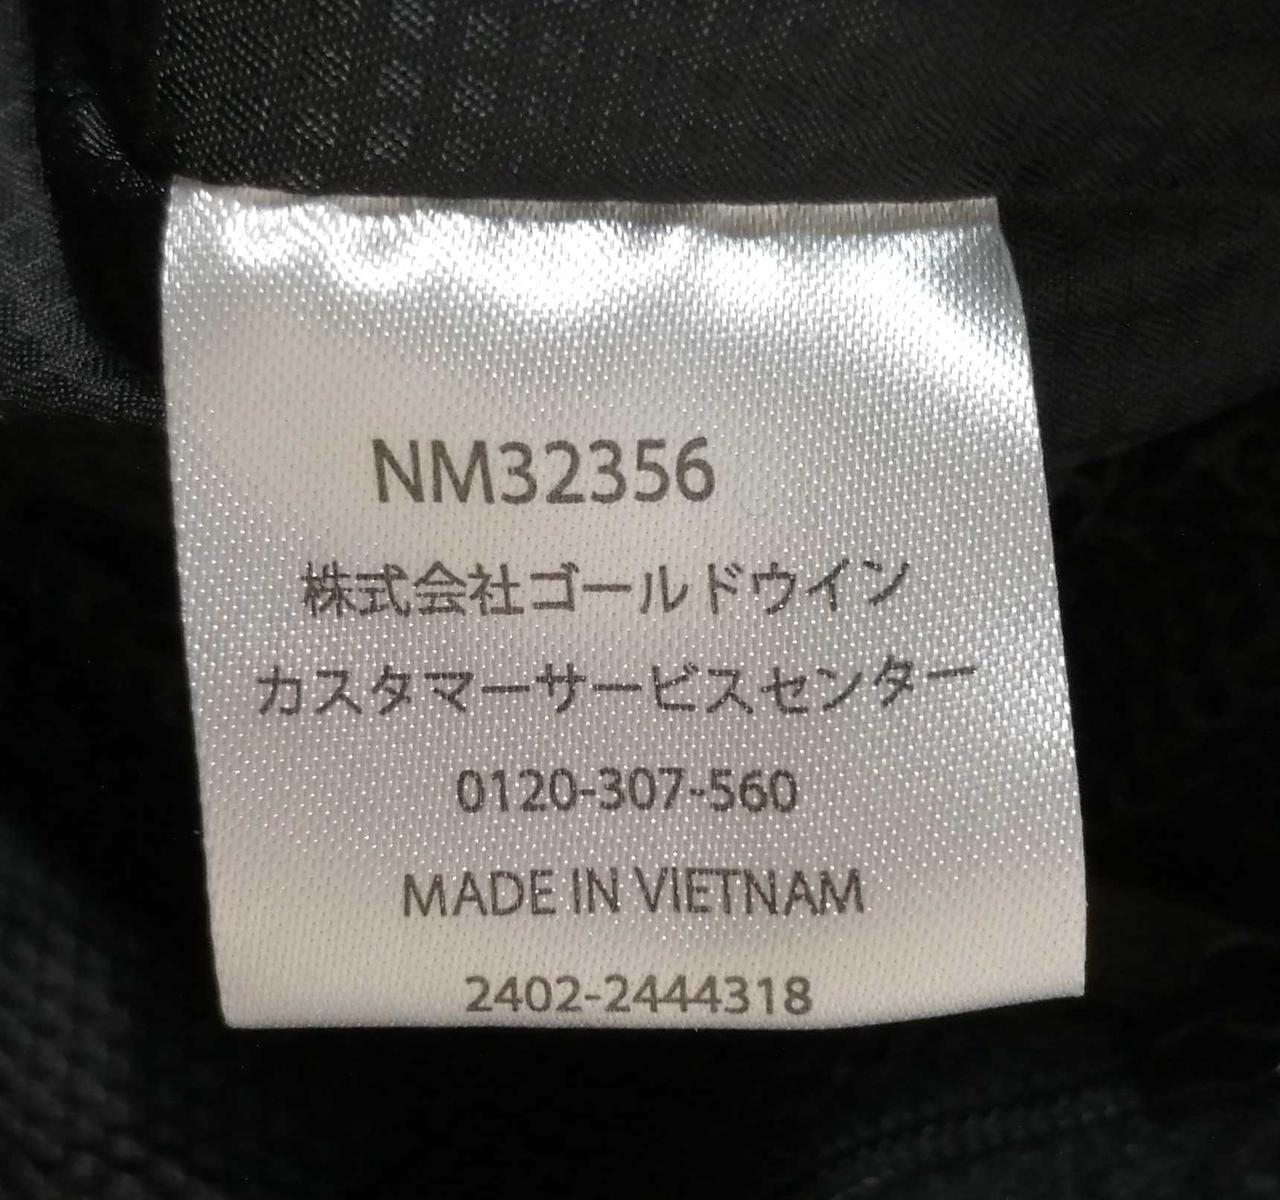 NM32356
株式会社ゴールドウイン
カスタマーサービスセンター
0120-307-560
MADE IN VIETNAM
2402-2444318